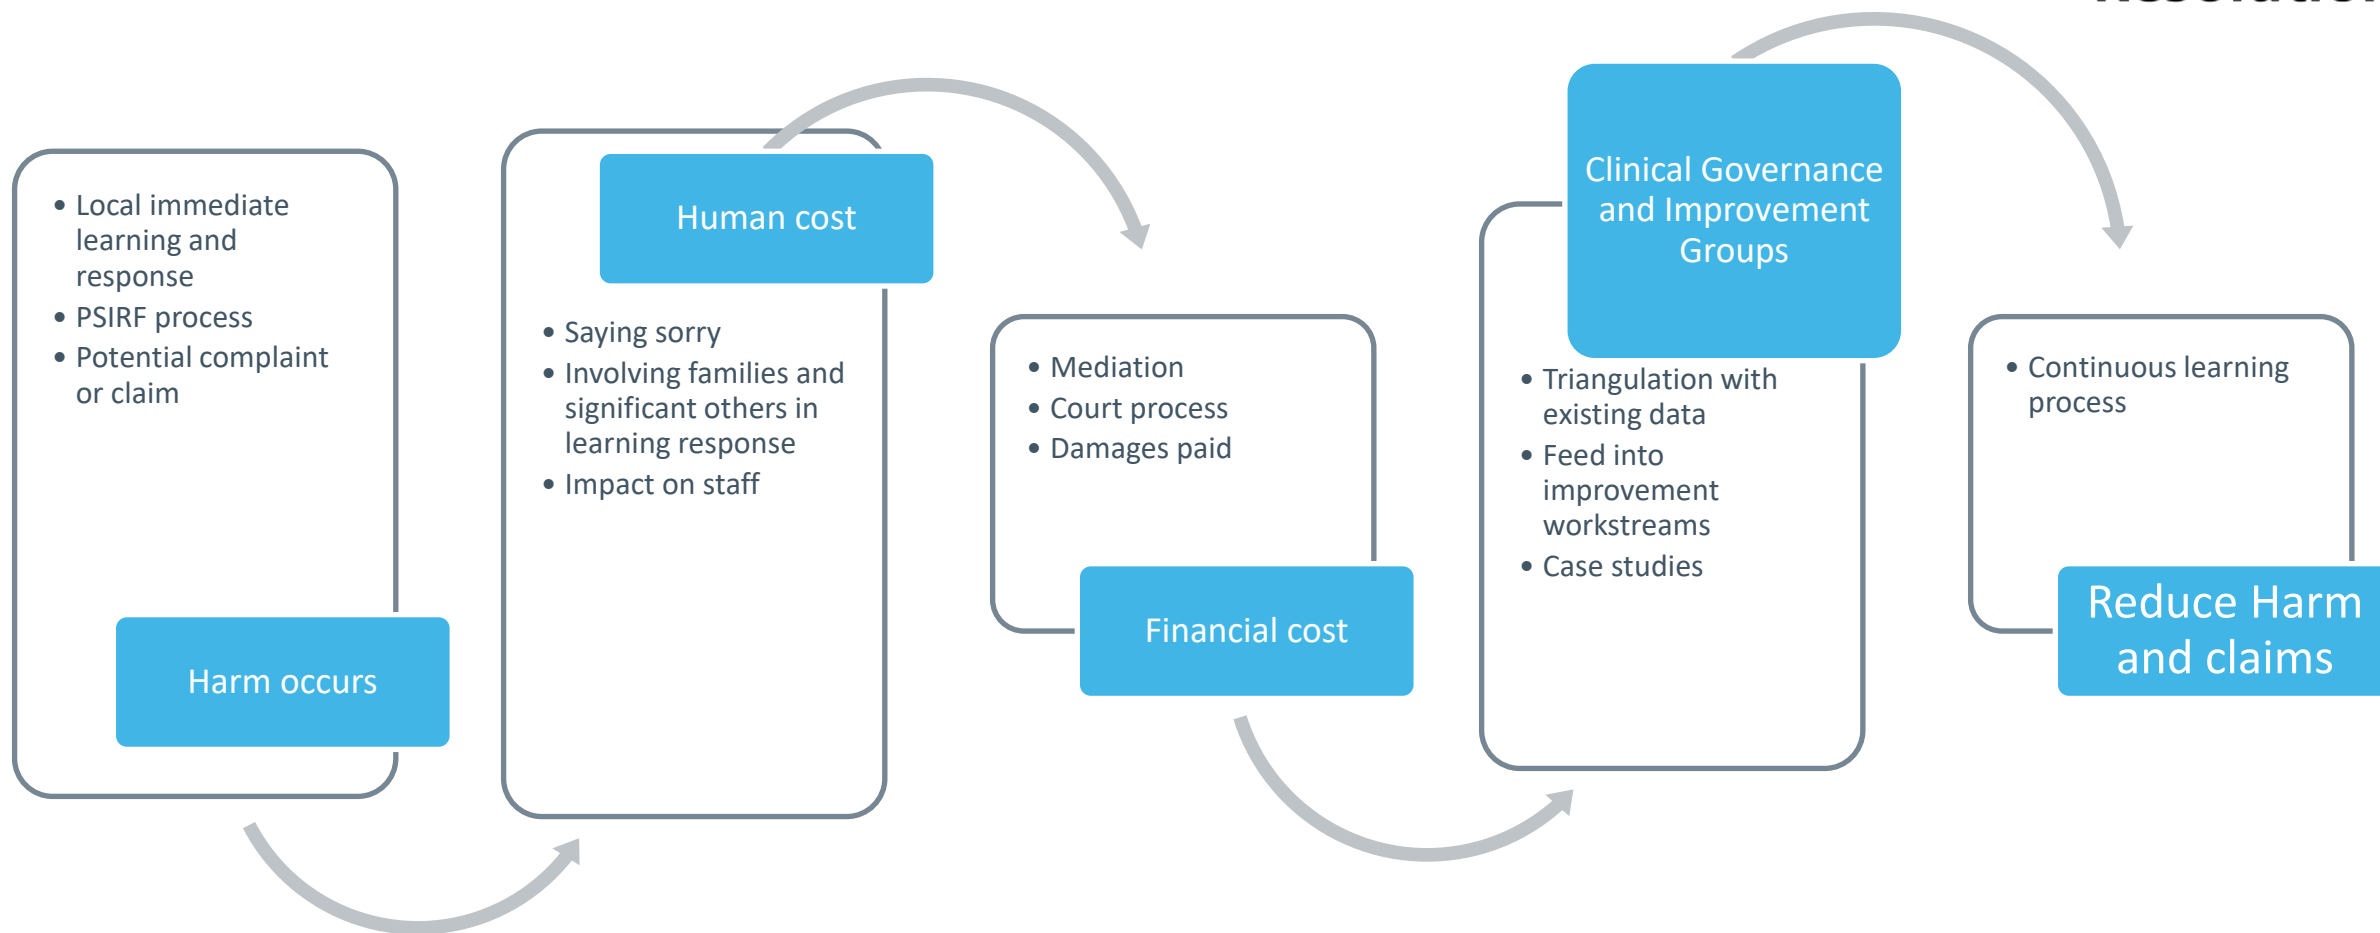 • Local immediate
learning and
response
• PSIRF process
• Potential complaint
or claim
Harm occurs
Human cost
• Saying sorry
• Involving families and
significant others in
learning response
• Impact on staff
• Mediation
• Court process
• Damages paid
Financial cost
Clinical Governance
and Improvement
Groups
• Triangulation with
existing data
• Feed into
improvement
workstreams
• Case studies
• Continuous learning
process
Reduce Harm
and claims